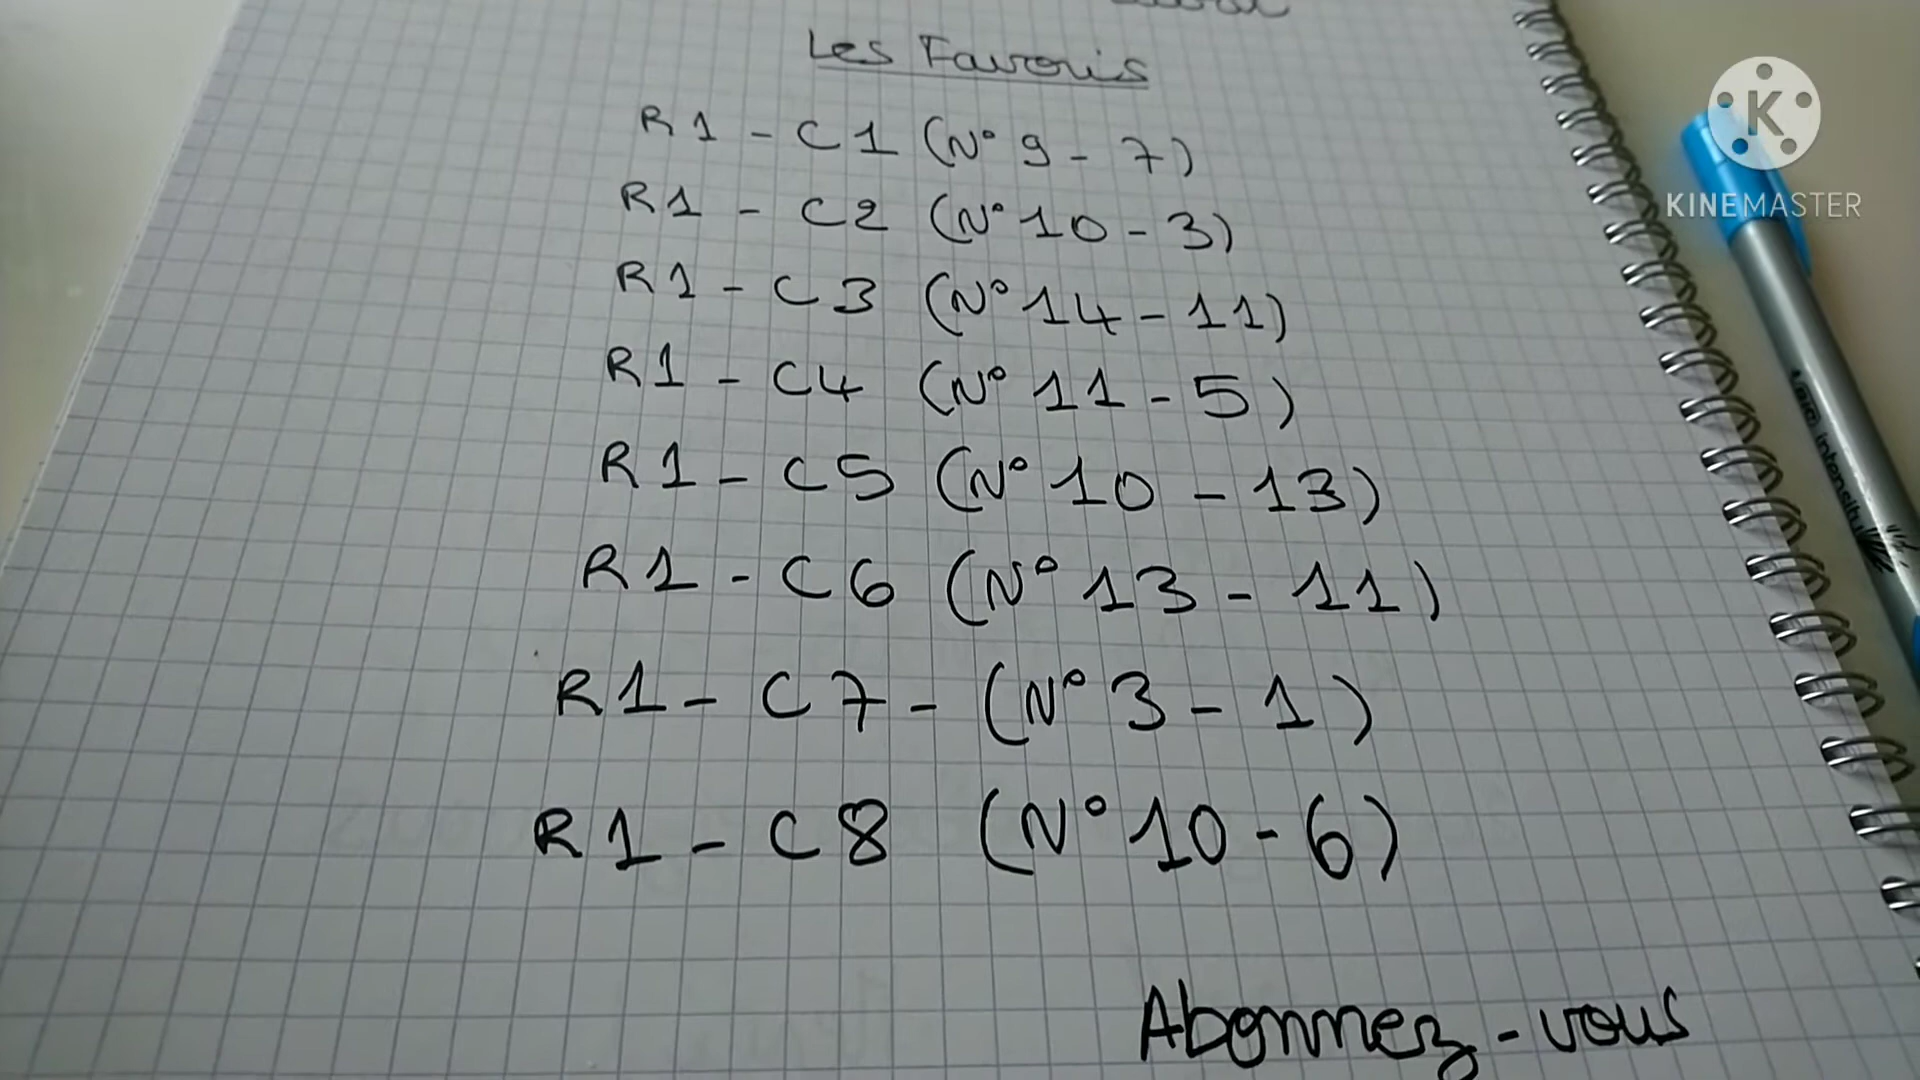 Les Favoris
R1 - C1 (N° 9 - 7)
R1 - C2 (N° 10 - 3)
R1 - C3 (N° 14 - 11)
R1 - C4 (N° 11 - 5)
R1 - C5 (N° 10 - 13)
R1 - C6 (N° 13 - 11)
R1 - C7 - (N° 3 - 1)
R1 - C8 (N° 10 - 6)
Abonnez-vous
K
KINEMASTER
intensity